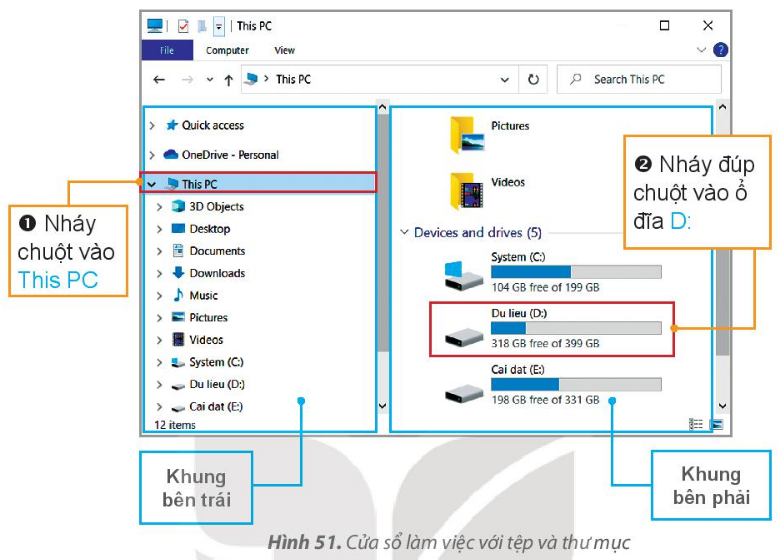 This PC
File Computer View
This PC Search This PC
Quick access
OneDrive - Personal
This PC
3D Objects
Desktop
Documents
Downloads
Music
Pictures
Videos
System (C:)
Du lieu (D:)
Cai dat (E:)
12 items
Pictures
Videos
Devices and drives (5)
System (C:)
104 GB free of 199 GB
Du lieu (D:)
318 GB free of 399 GB
Cai dat (E:)
198 GB free of 331 GB
❶ Nháy
chuột vào
This PC
❷ Nháy đúp
chuột vào ổ
đĩa D:
Khung
bên trái
Khung
bên phải
Hình 51. Cửa sổ làm việc với tệp và thư mục